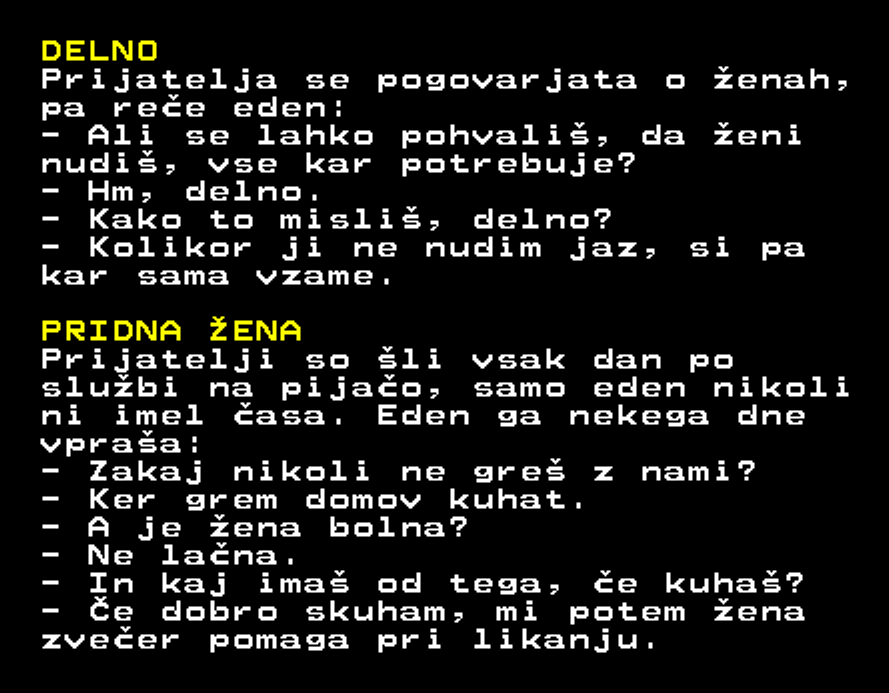 DELNO
Prijatelja se pogovarjata o ženah,
pa reče eden:
- Ali se lahko pohvališ, da ženi
nudiš, vse kar potrebuje?
- Hm, delno.
- Kako to misliš, delno?
- Kolikor ji ne nudim jaz, si pa
kar sama vzame.
PRIDNA ŽENA
Prijatelji so šli vsak dan po
službi na pijačo, samo eden nikoli
ni imel časa. Eden ga nekega dne
vpraša:
- Zakaj nikoli ne greš z nami?
- Ker grem domov kuhat.
- A je žena bolna?
- Ne lačna.
- In kaj imaš od tega, če kuhaš?
- Če dobro skuham, mi potem žena
zvečer pomaga pri likanju.